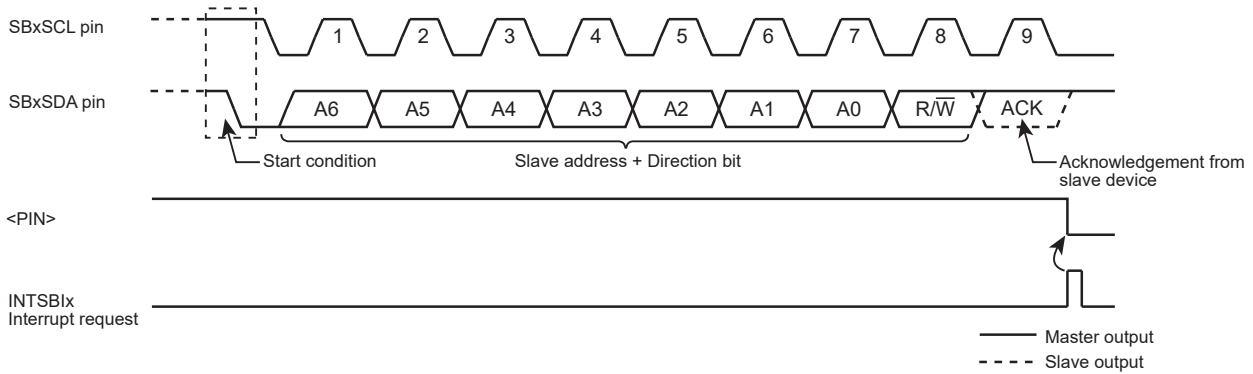 SBxSCL pin
1 2 3 4 5 6 7 8 9
SBxSDA pin
A6 A5 A4 A3 A2 A1 A0 R/W̅ ACK
Start condition
Slave address + Direction bit
Acknowledgement from
slave device
<PIN>
INTSBIx
Interrupt request
Master output
Slave output